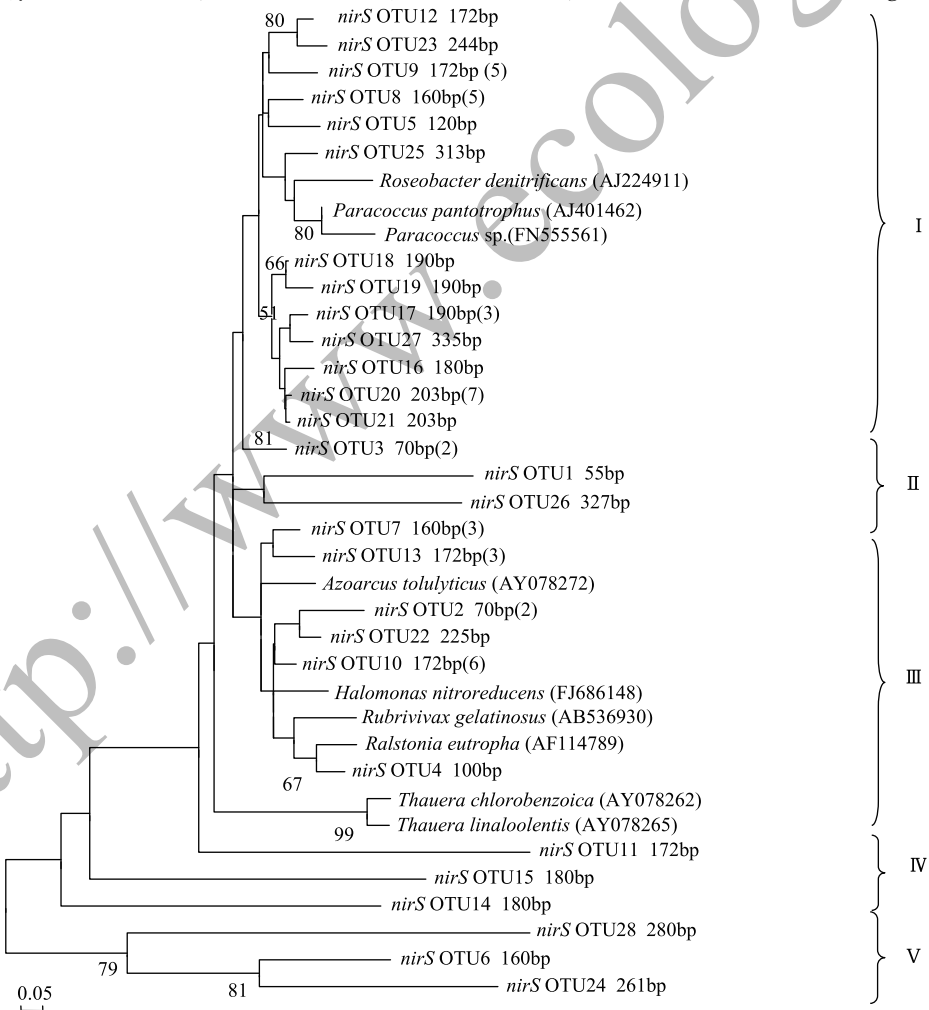 80
nirS OTU12 172bp
nirS OTU23 244bp
nirS OTU9 172bp (5)
nirS OTU8 160bp(5)
nirS OTU5 120bp
nirS OTU25 313bp
Roseobacter denitrificans (AJ224911)
Paracoccus pantotrophus (AJ401462)
80
Paracoccus sp.(FN555561)
I
66
nirS OTU18 190bp
nirS OTU19 190bp
51
nirS OTU17 190bp(3)
nirS OTU27 335bp
nirS OTU16 180bp
nirS OTU20 203bp(7)
nirS OTU21 203bp
81
nirS OTU3 70bp(2)
nirS OTU1 55bp
II
nirS OTU26 327bp
nirS OTU7 160bp(3)
nirS OTU13 172bp(3)
Azoarcus tolulyticus (AY078272)
nirS OTU2 70bp(2)
nirS OTU22 225bp
nirS OTU10 172bp(6)
III
Halomonas nitroreducens (FJ686148)
Rubrivivax gelatinosus (AB536930)
Ralstonia eutropha (AF114789)
nirS OTU4 100bp
67
Thauera chlorobenzoica (AY078262)
Thauera linaloolentis (AY078265)
99
nirS OTU11 172bp
IV
nirS OTU15 180bp
nirS OTU14 180bp
nirS OTU28 280bp
V
nirS OTU6 160bp
79
nirS OTU24 261bp
81
0.05
tp://www.ecolog